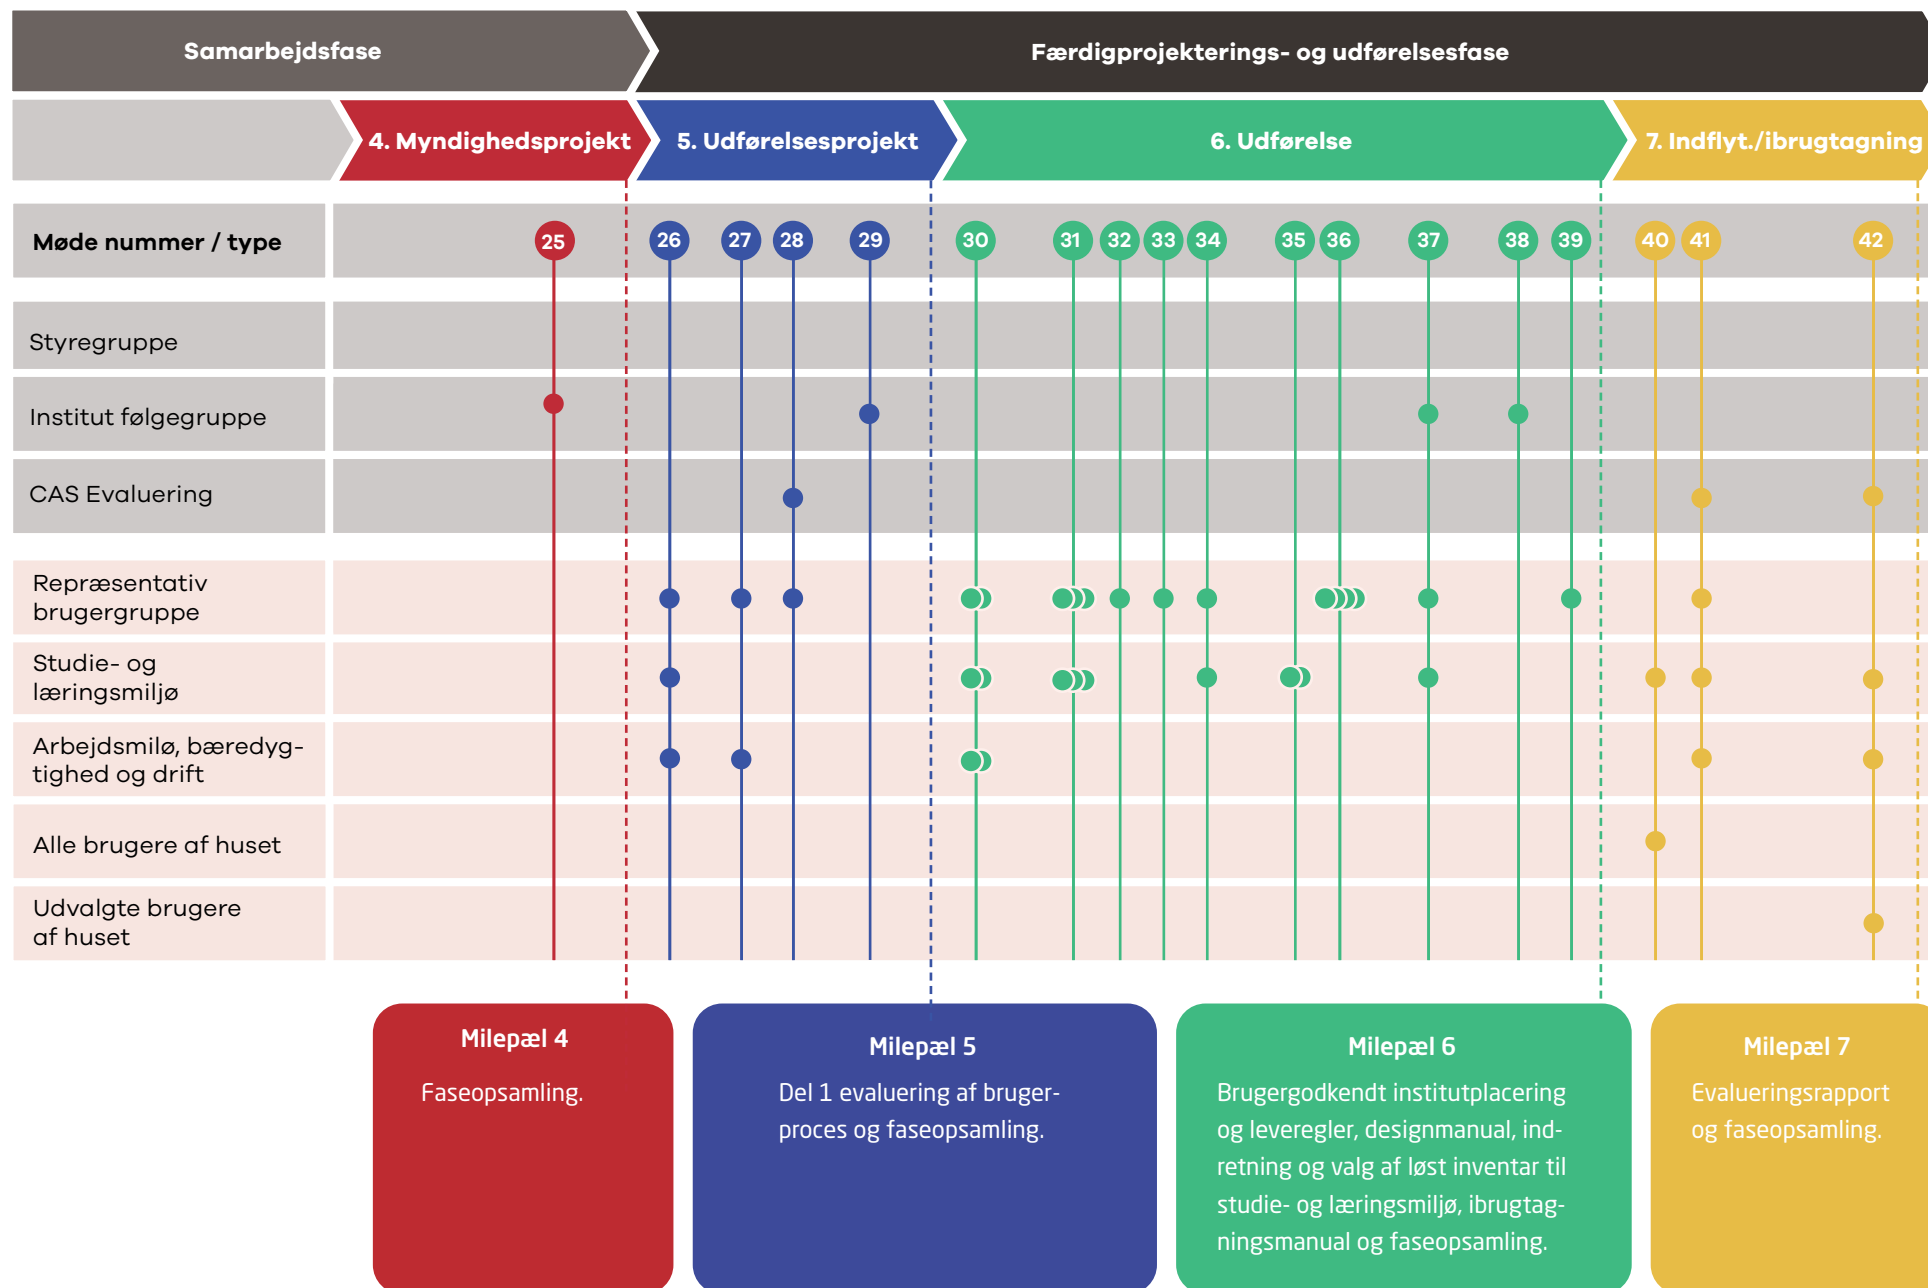 Samarbejdsfase
Færdigprojekterings- og udførelsesfase
4. Myndighedsprojekt
5. Udførelsesprojekt
6. Udførelse
7. Indflyt./ibrugtagning
Møde nummer / type
25
26
27
28
29
30
31
32
33
34
35
36
37
38
39
40
41
42
Styregruppe
Institut følgegruppe
CAS Evaluering
Repræsentativ
brugergruppe
Studie- og
læringsmiljø
Arbejdsmilø, bæredyg-
tighed og drift
Alle brugere af huset
Udvalgte brugere
af huset
Milepæl 4
Faseopsamling.
Milepæl 5
Del 1 evaluering af bruger-
proces og faseopsamling.
Milepæl 6
Brugergodkendt institutplacering
og leveregler, designmanual, ind-
retning og valg af løst inventar til
studie- og læringsmiljø, ibrugtag-
ningsmanual og faseopsamling.
Milepæl 7
Evalueringsrapport
og faseopsamling.